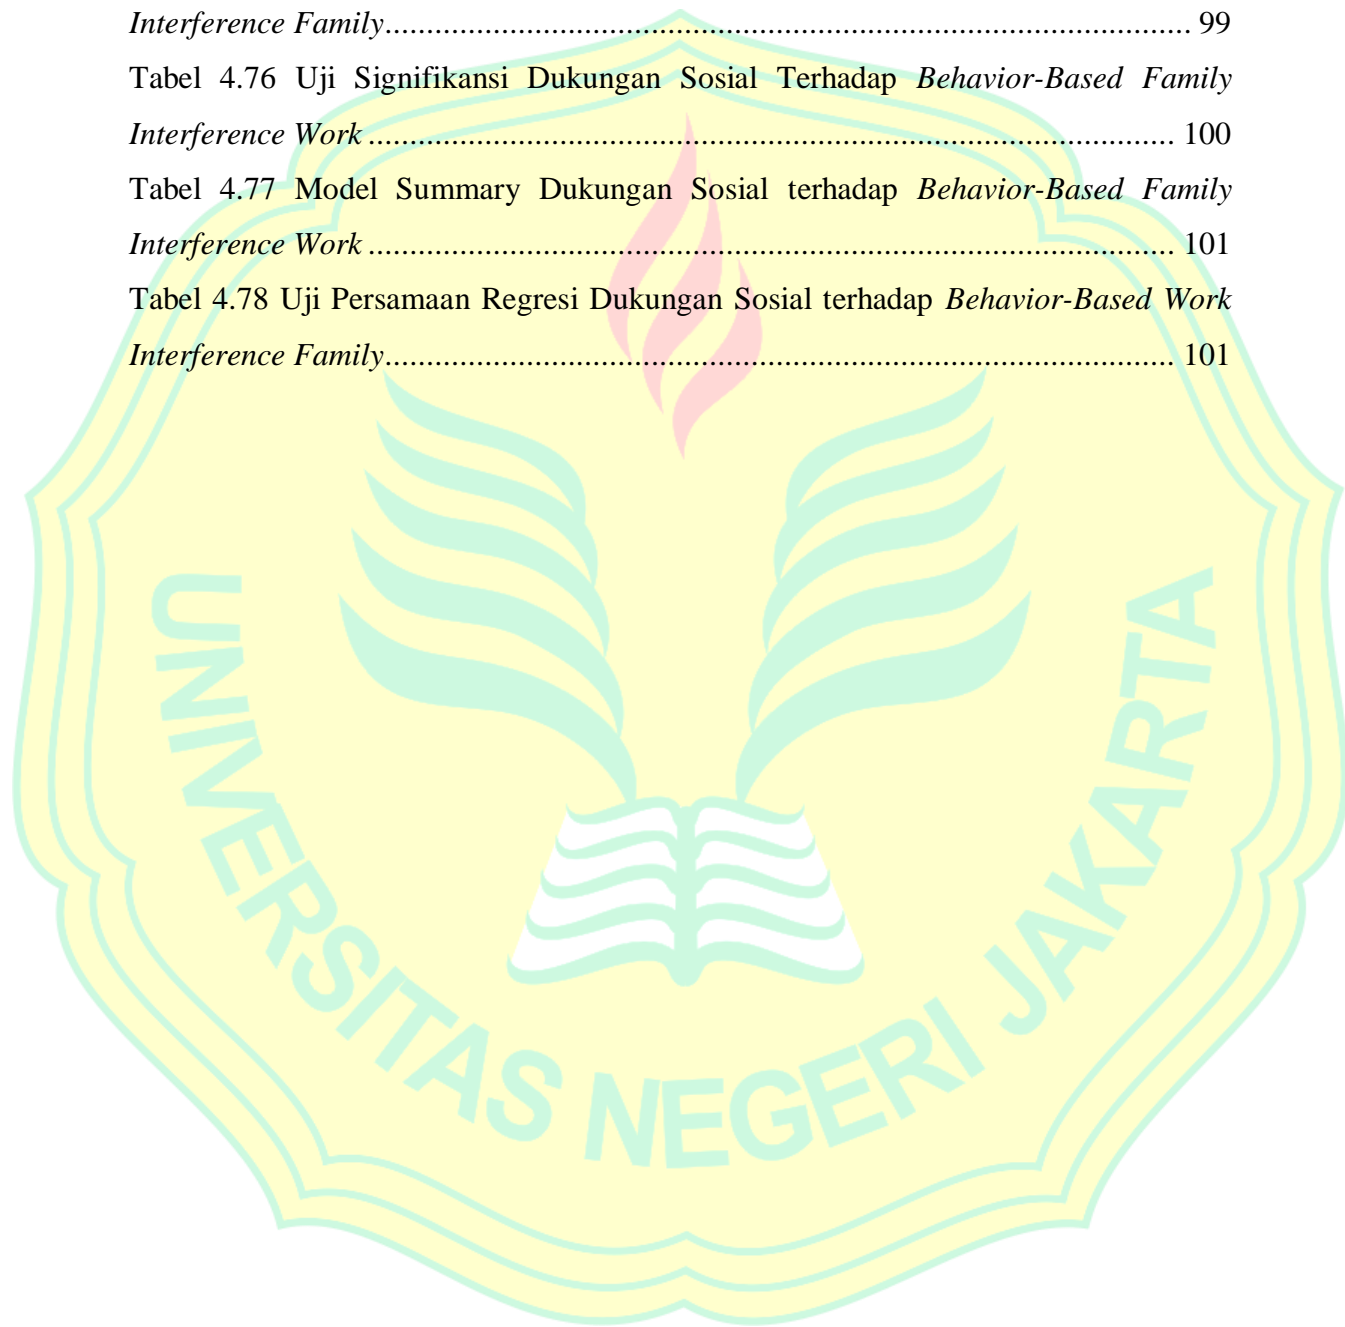 Interference Family.................................................................................................. 99
Tabel 4.76 Uji Signifikansi Dukungan Sosial Terhadap Behavior-Based Family
Interference Work .................................................................................................. 100
Tabel 4.77 Model Summary Dukungan Sosial terhadap Behavior-Based Family
Interference Work .................................................................................................. 101
Tabel 4.78 Uji Persamaan Regresi Dukungan Sosial terhadap Behavior-Based Work
Interference Family................................................................................................ 101
UNIVERSITAS NEGERI JAKARTA